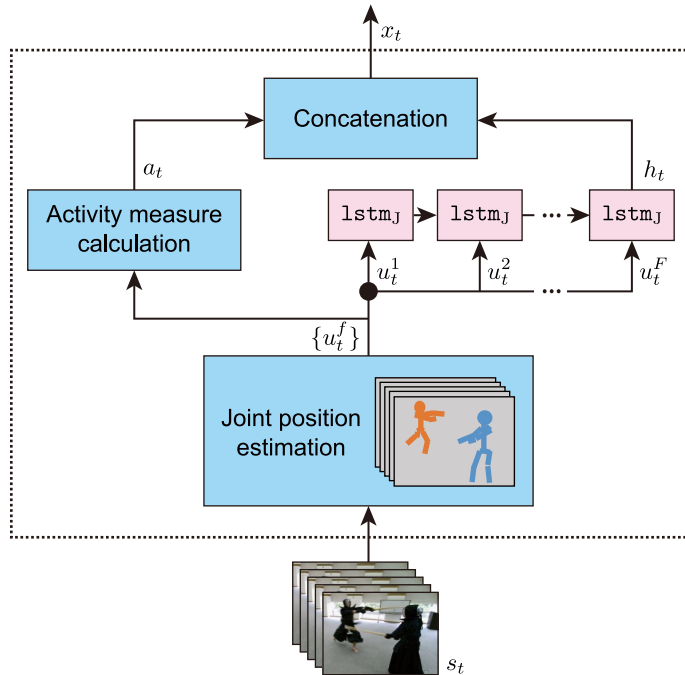 x_t
Concatenation
a_t
h_t
Activity measure
calculation
lstm_J
lstm_J
...
lstm_J
u_t^1
u_t^2
...
u_t^F
{u_t^f}
Joint position
estimation
s_t